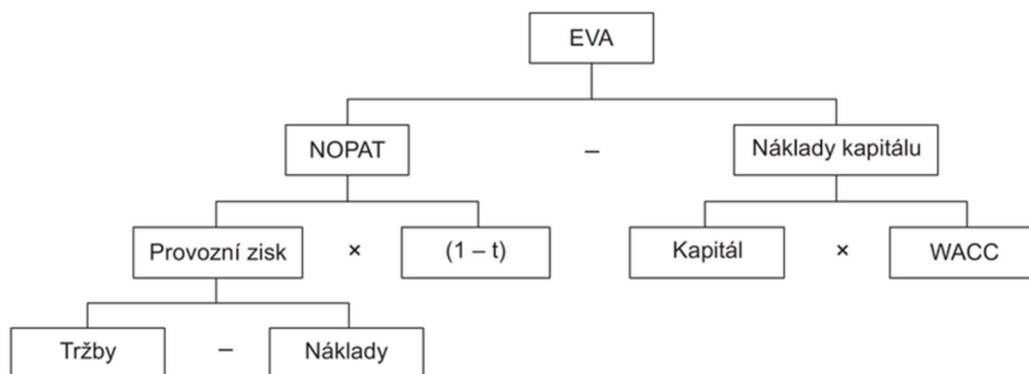 EVA
NOPAT – Náklady kapitálu
Provozní zisk × (1 – t) Kapitál × WACC
Tržby – Náklady